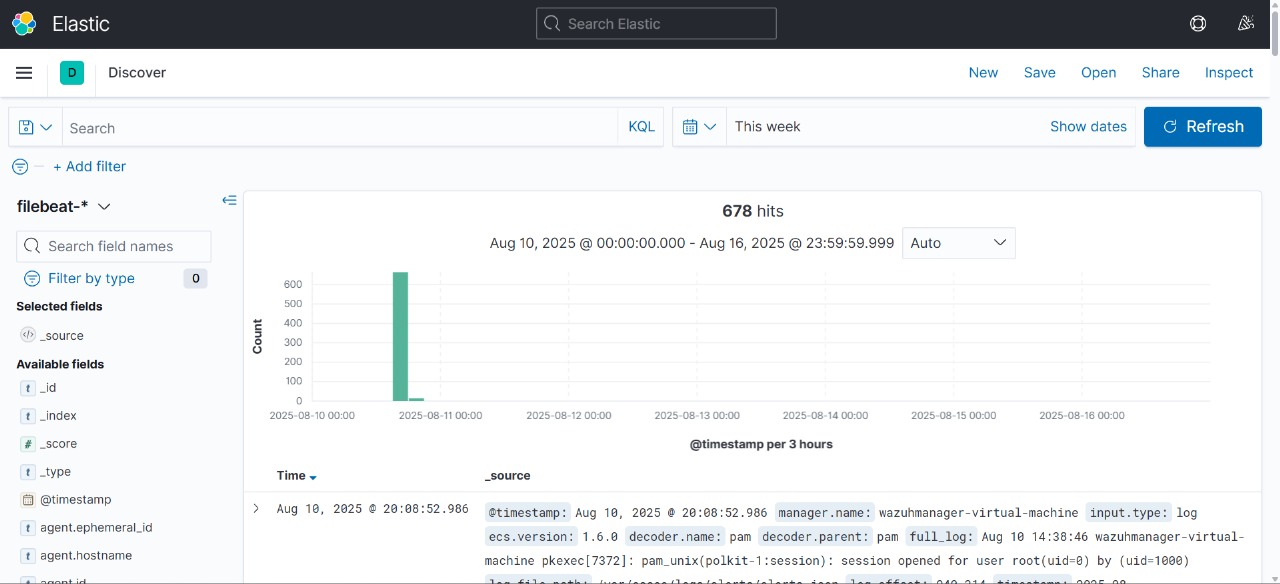 Elastic
Search Elastic
D
Discover
New Save Open Share Inspect
Search
KQL
This week
Show dates
Refresh
+ Add filter
filebeat-*
Search field names
Filter by type 0
Selected fields
_source
Available fields
t _id
t _index
# _score
t _type
@timestamp
t agent.ephemeral_id
t agent.hostname
678 hits
Aug 10, 2025 @ 00:00:00.000 - Aug 16, 2025 @ 23:59:59.999
Auto
Count
600
500
400
300
200
100
0
2025-08-10 00:00 2025-08-11 00:00 2025-08-12 00:00 2025-08-13 00:00 2025-08-14 00:00 2025-08-15 00:00 2025-08-16 00:00
@timestamp per 3 hours
Time _source
Aug 10, 2025 @ 20:08:52.986
@timestamp: Aug 10, 2025 @ 20:08:52.986 manager.name: wazuhmanager-virtual-machine input.type: log
ecs.version: 1.6.0 decoder.name: pam decoder.parent: pam full_log: Aug 10 14:38:46 wazuhmanager-virtual-
machine pkexec[7372]: pam_unix(polkit-1:session): session opened for user root(uid=0) by (uid=1000)